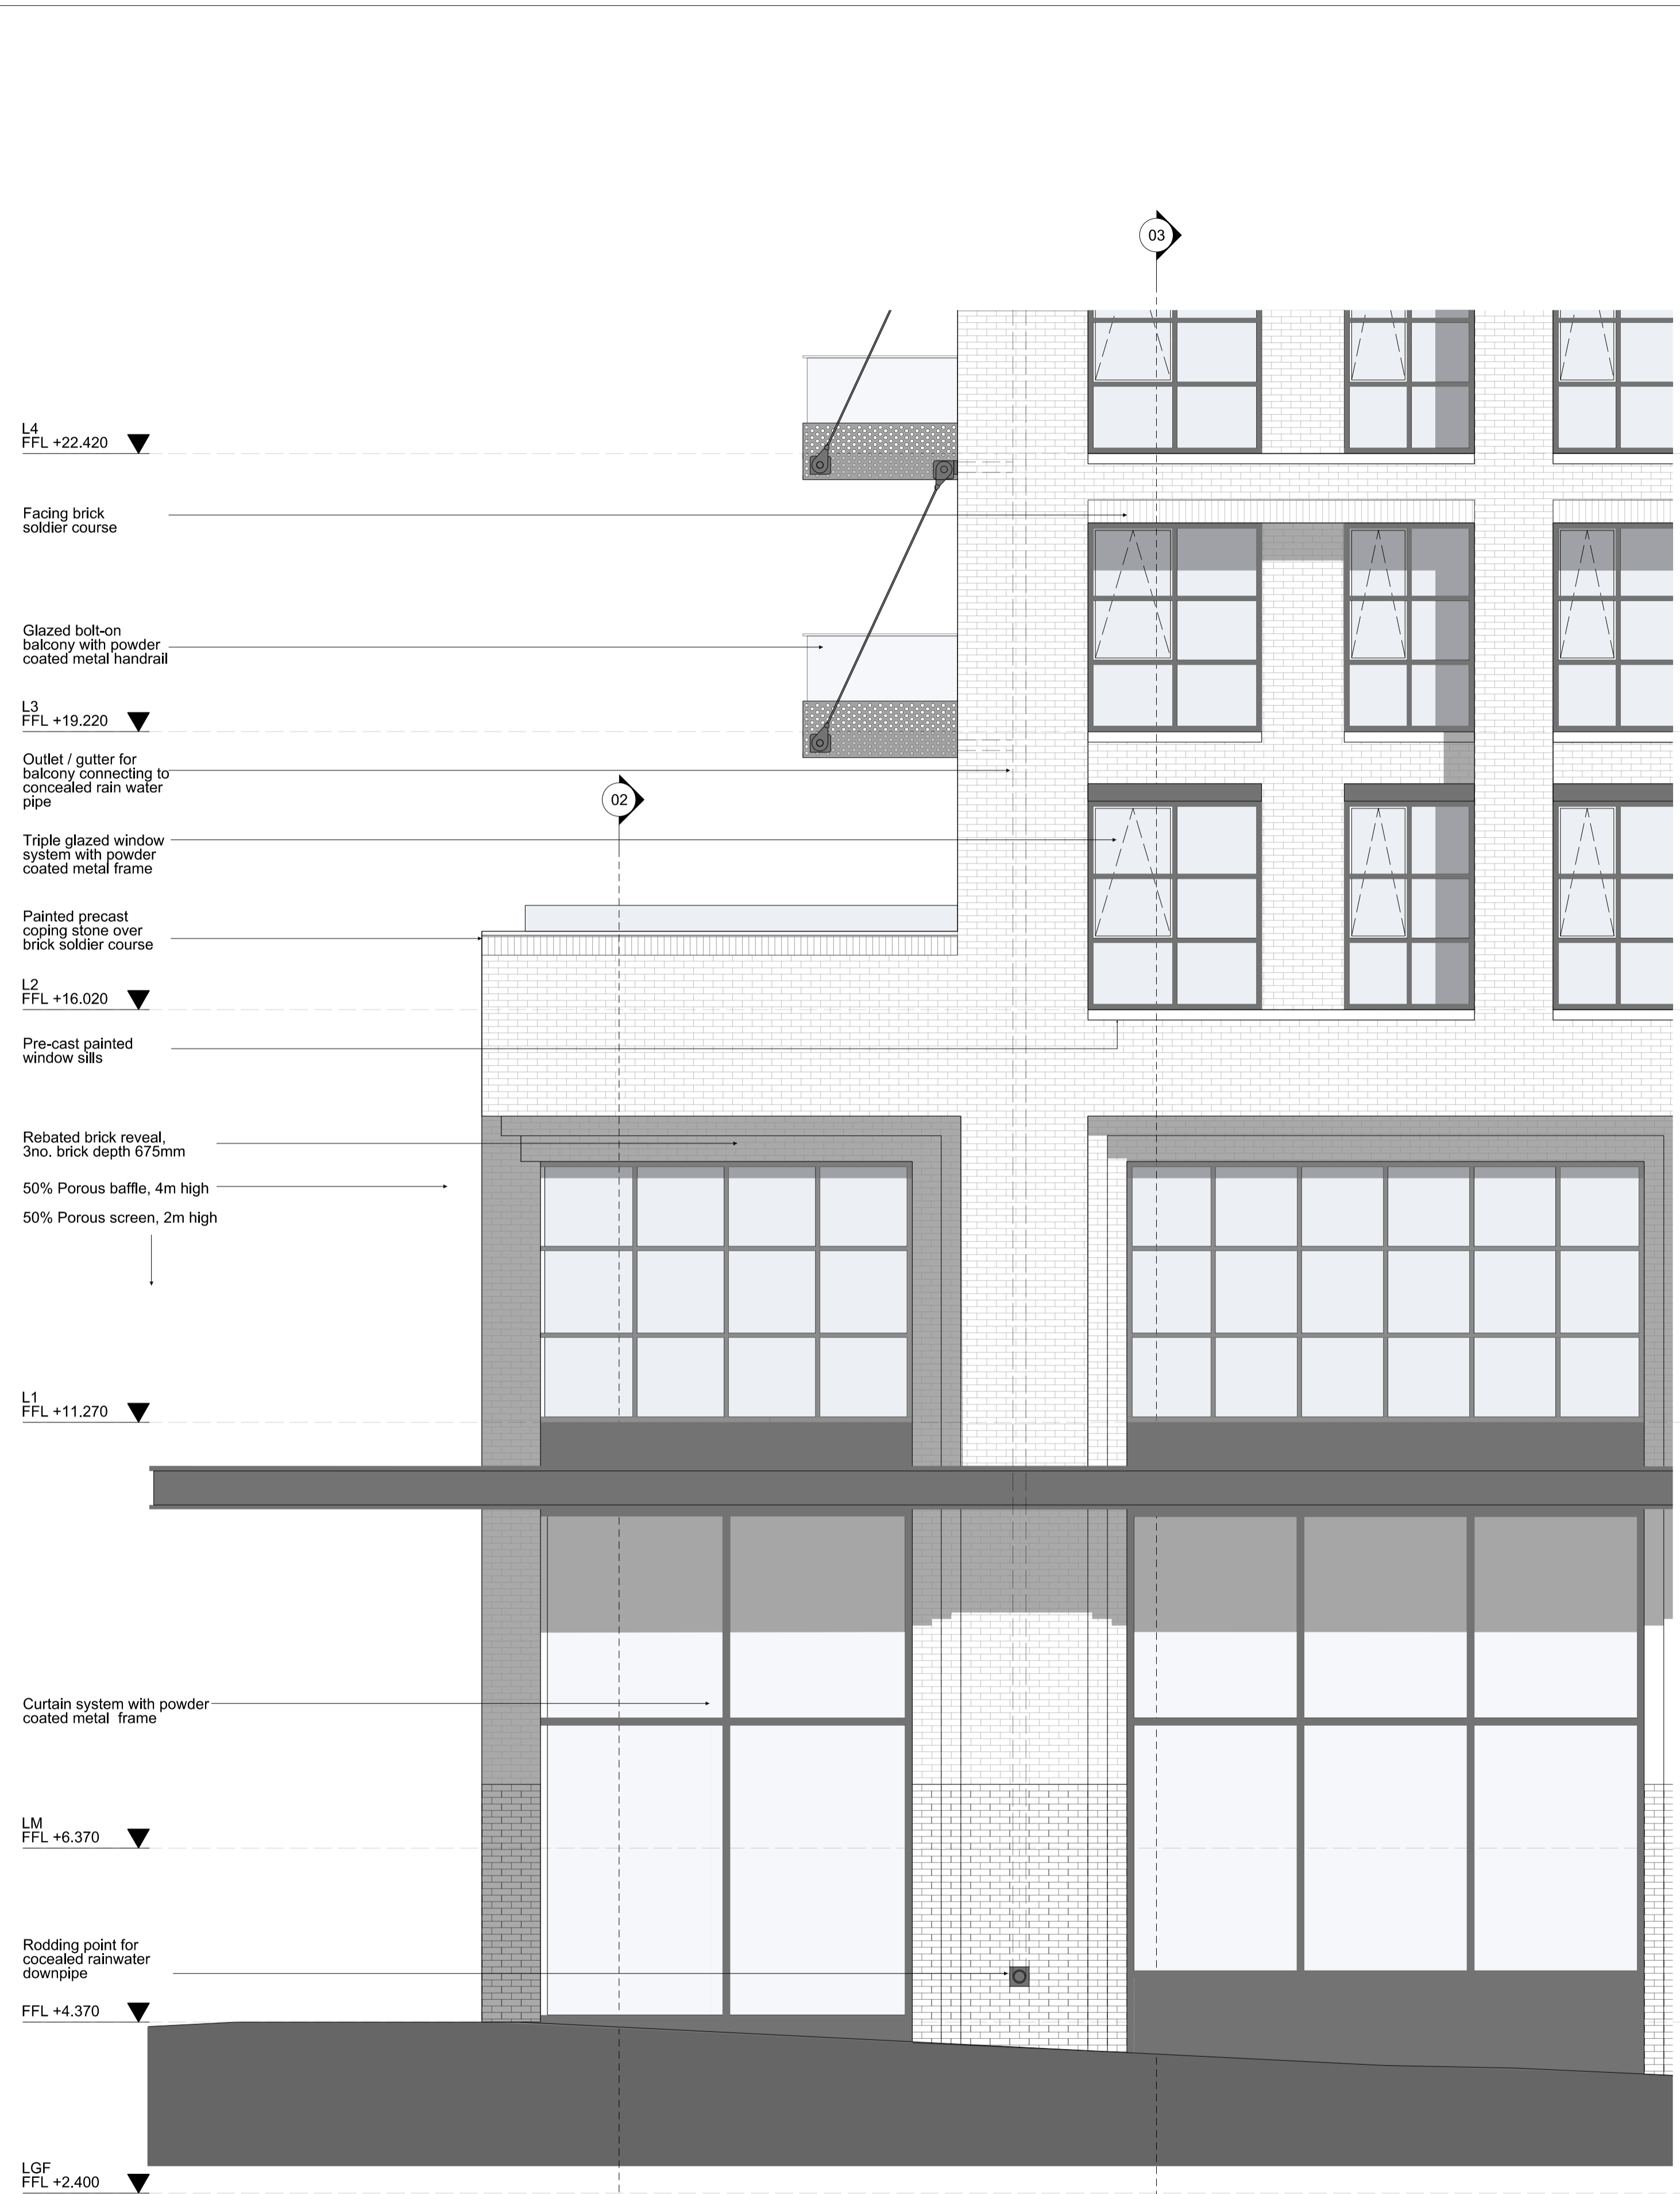 03
L4
FFL +22.420
Facing brick
soldier course
Glazed bolt-on
balcony with powder
coated metal handrail
L3
FFL +19.220
Outlet / gutter for
balcony connecting to
concealed rain water
pipe
02
Triple glazed window
system with powder
coated metal frame
Painted precast
coping stone over
brick soldier course
L2
FFL +16.020
Pre-cast painted
window sills
Rebated brick reveal,
3no. brick depth 675mm
50% Porous baffle, 4m high
50% Porous screen, 2m high
L1
FFL +11.270
Curtain system with powder
coated metal frame
LM
FFL +6.370
Rodding point for
cocealed rainwater
downpipe
FFL +4.370
LGF
FFL +2.400